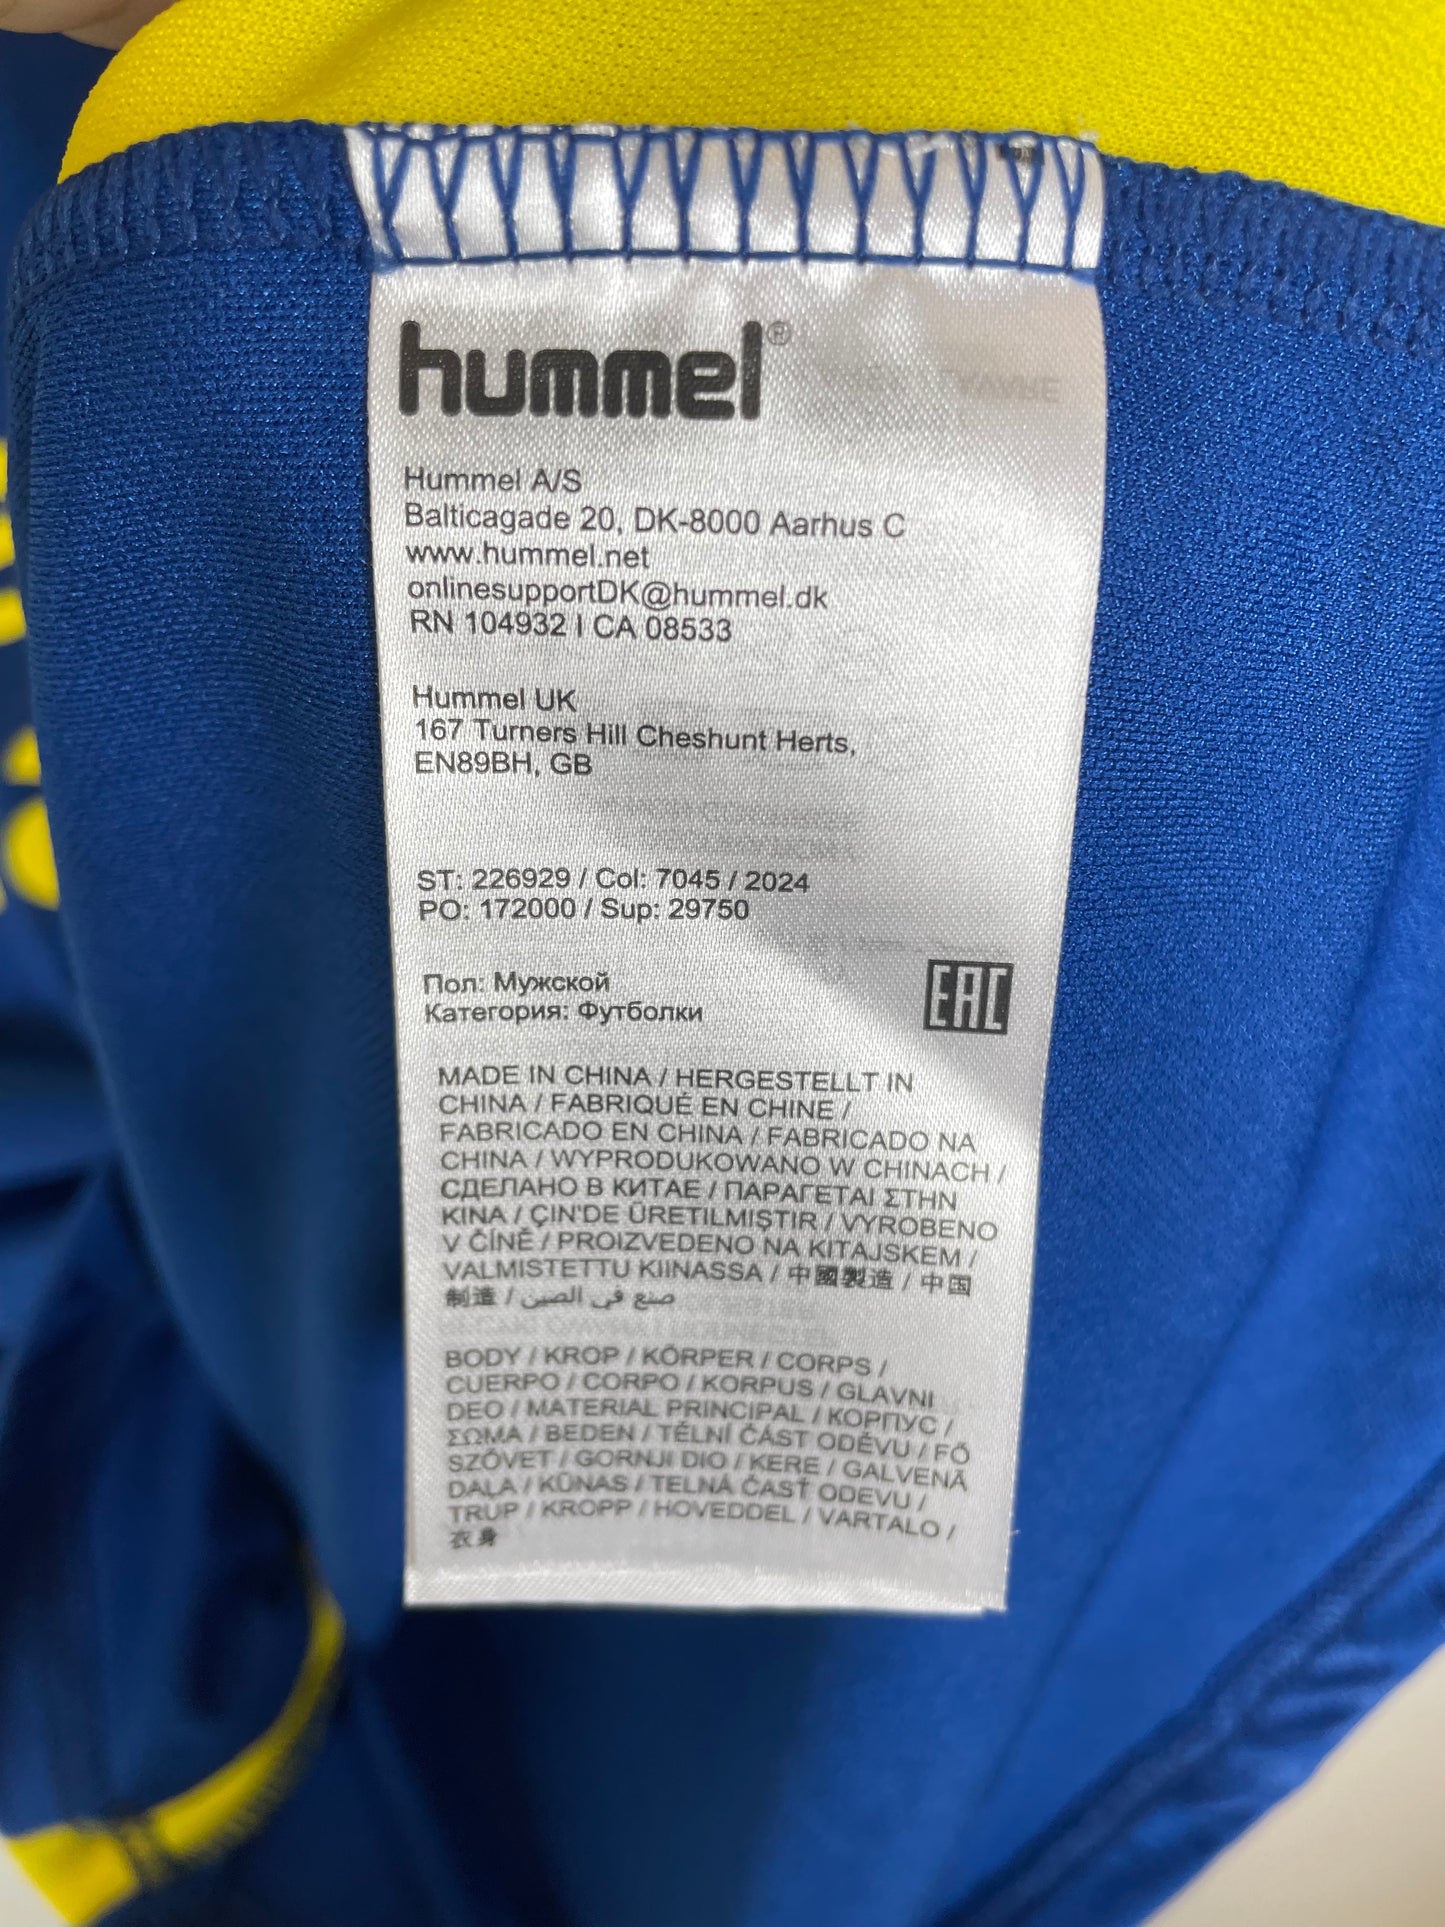 hummel®
Hummel A/S
Balticagade 20, DK-8000 Aarhus C
www.hummel.net
onlinesupportDK@hummel.dk
RN 104932 | CA 08533
Hummel UK
167 Turners Hill Cheshunt Herts,
EN89BH, GB
ST: 226929 / Col: 7045 / 2024
PO: 172000 / Sup: 29750
Пол: Мужской
Категория: Футболки
EAC
MADE IN CHINA / HERGESTELLT IN
CHINA / FABRIQUÉ EN CHINE /
FABRICADO EN CHINA / FABRICADO NA
CHINA / WYPRODUKOWANO W CHINACH /
СДЕЛАНО В КИТАЕ / ΠΑΡΑΓΕΤΑΙ ΣΤΗΝ
ΚΙΝΑ / ÇIN'DE ÜRETILMIŞTIR / VYROBENO
V ČÍNĚ / PROIZVEDENO NA KITAJSKEM /
VALMISTETTU KIINASSA / 中國製造 / 中国
制造 / صنع في الصين
BODY / KROP / KÖRPER / CORPS /
CUERPO / CORPO / KORPUS / GLAVNI
DEO / MATERIAL PRINCIPAL / КОРПУС /
ΣΩΜΑ / BEDEN / TĚLNÍ ČÁST ODĚVU / FŐ
SZÖVET / GORNJI DIO / KERE / GALVENĀ
DAĻA / KŪNAS / TELNÁ ČASŤ ODEVU /
TRUP / KROPP / HOVEDDEL / VARTALO /
衣身